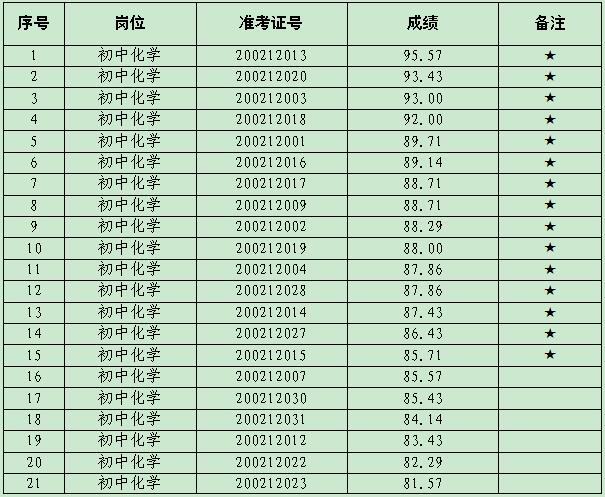 序号 岗位 准考证号 成绩 备注
1 初中化学 200212013 95.57 ★
2 初中化学 200212020 93.43 ★
3 初中化学 200212003 93.00 ★
4 初中化学 200212018 92.00 ★
5 初中化学 200212001 89.71 ★
6 初中化学 200212016 89.14 ★
7 初中化学 200212017 88.71 ★
8 初中化学 200212009 88.71 ★
9 初中化学 200212002 88.29 ★
10 初中化学 200212019 88.00 ★
11 初中化学 200212004 87.86 ★
12 初中化学 200212028 87.86 ★
13 初中化学 200212014 87.43 ★
14 初中化学 200212027 86.43 ★
15 初中化学 200212015 85.71 ★
16 初中化学 200212007 85.57
17 初中化学 200212030 85.43
18 初中化学 200212031 84.14
19 初中化学 200212012 83.43
20 初中化学 200212022 82.29
21 初中化学 200212023 81.57